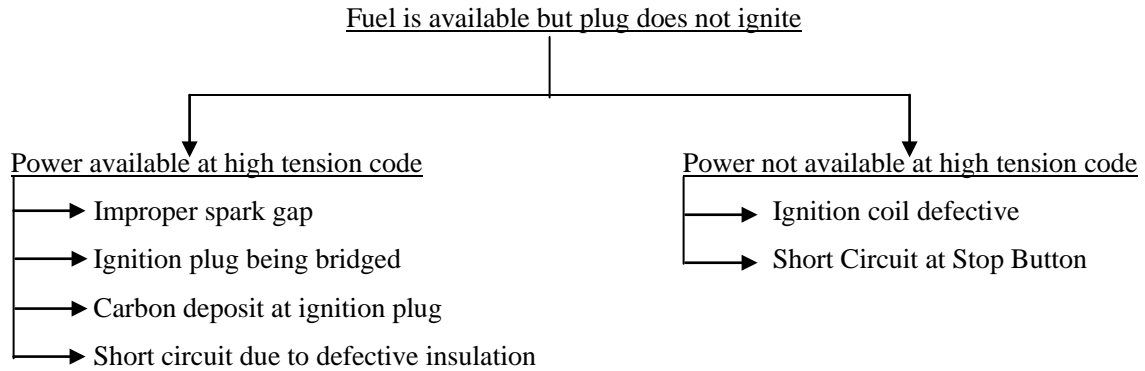 Fuel is available but plug does not ignite
Power available at high tension code
Improper spark gap
Ignition plug being bridged
Carbon deposit at ignition plug
Short circuit due to defective insulation
Power not available at high tension code
Ignition coil defective
Short Circuit at Stop Button